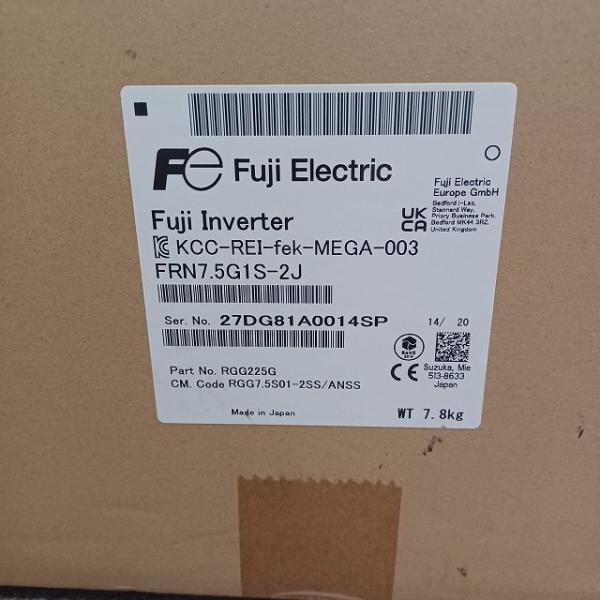 Fe Fuji Electric
Fuji Electric
Europe GmbH
Bedford i-Lab,
Stannard Way,
Priory Business Park,
Bedford MK44 3RZ,
United Kingdom
UK
CA
Fuji Inverter
KCC-REI-fek-MEGA-003
FRN7.5G1S-2J
Ser. No. 27DG81A0014SP
14/ 20
Part No. RGG225G
CM. Code RGG7.5S01-2SS/ANSS
CE
Suzuka, Mie
513-8633
Japan
Made in Japan
WT 7.8kg